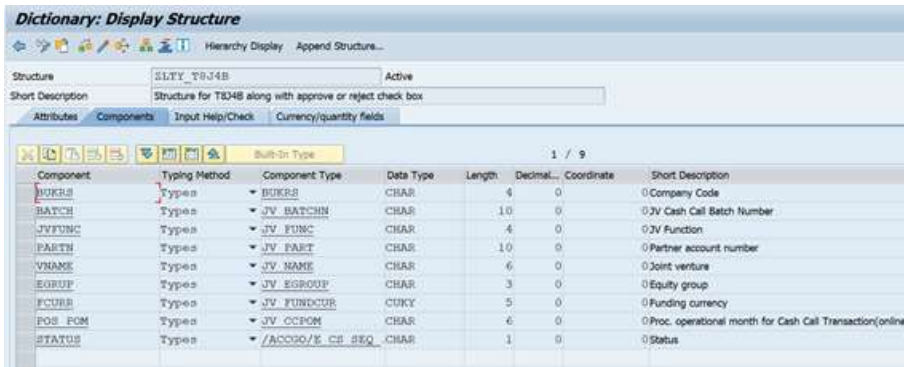 Dictionary: Display Structure
Hierarchy Display Append Structure...
Structure ZLTY_T8J4B Active
Short Description Structure for T8J4B along with approve or reject check box
Attributes Components Input Help/Check Currency/quantity fields
Built-In Type 1 / 9
Component Typing Method Component Type Data Type Length Decimal... Coordinate Short Description
BUKRS Types BUKRS CHAR 4 0 0 Company Code
BATCH Types JV_BATCHN CHAR 10 0 0 JV Cash Call Batch Number
JVFUNC Types JV_FUNC CHAR 4 0 0 JV Function
PARTN Types JV_PART CHAR 10 0 0 Partner account number
VNAME Types JV_NAME CHAR 6 0 0 Joint venture
EGRUP Types JV_EGROUP CHAR 3 0 0 Equity group
FCURR Types JV_FUNDCUR CUKY 5 0 0 Funding currency
POS_POM Types JV_CCPOM CHAR 6 0 0 Proc. operational month for Cash Call Transaction(online
STATUS Types /ACCGO/E_CS_SEQ_ CHAR 1 0 0 Status